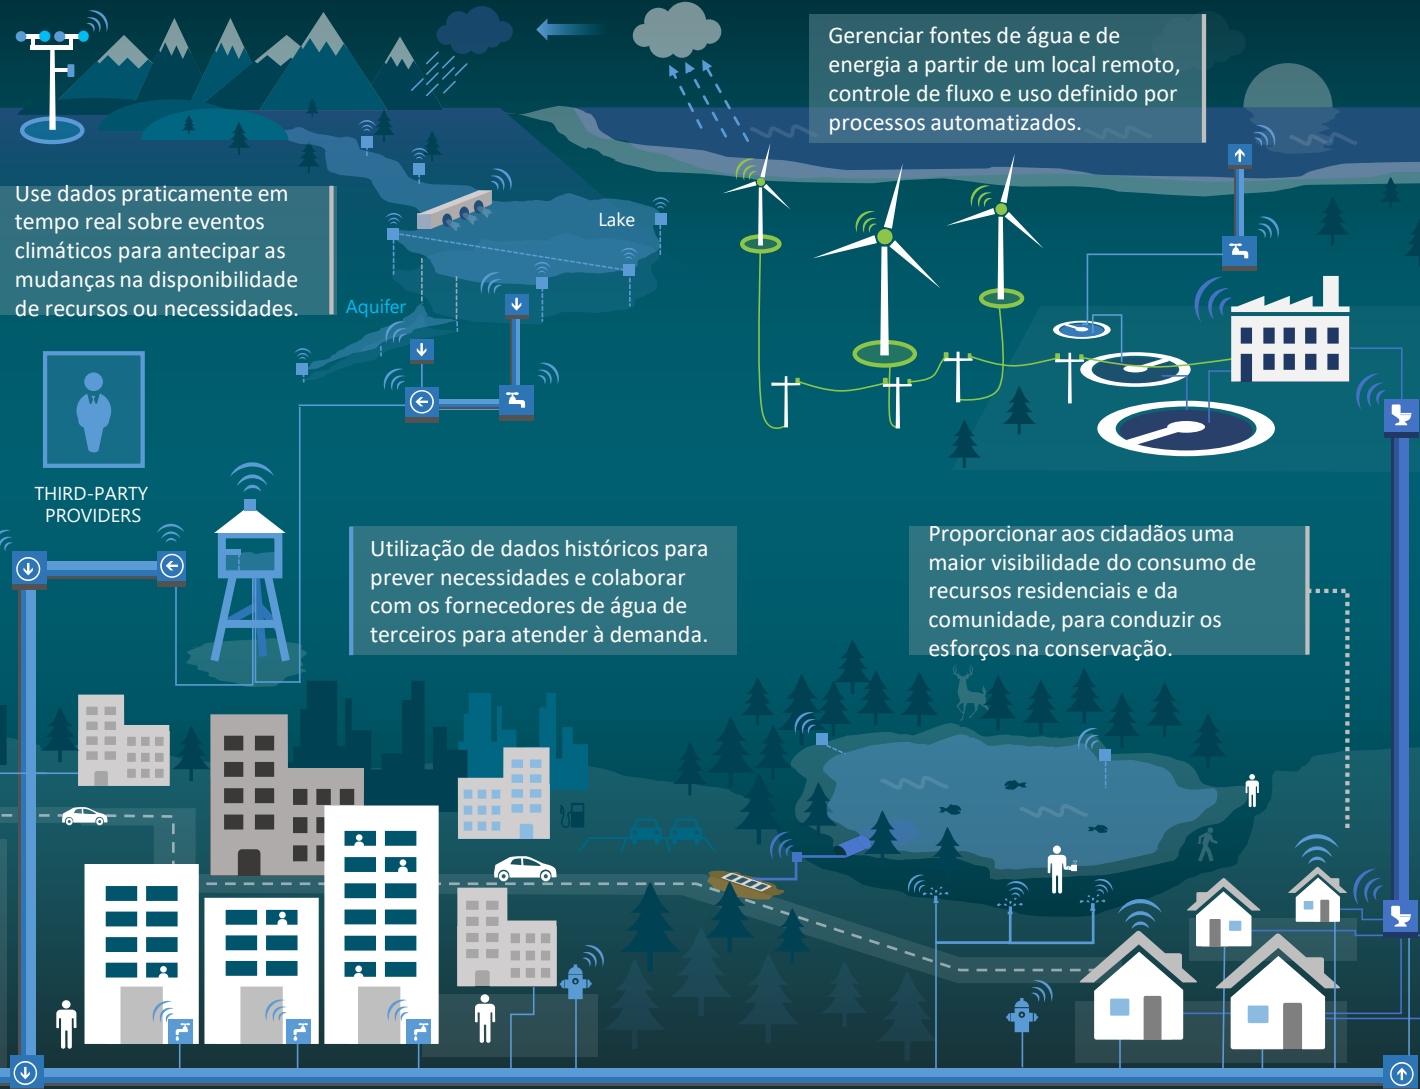 Gerenciar fontes de água e de
energia a partir de um local remoto,
controle de fluxo e uso definido por
processos automatizados.
Use dados praticamente em
tempo real sobre eventos
climáticos para antecipar as
mudanças na disponibilidade
de recursos ou necessidades.
Lake
Aquifer
THIRD-PARTY
PROVIDERS
Utilização de dados históricos para
prever necessidades e colaborar
com os fornecedores de água de
terceiros para atender à demanda.
Proporcionar aos cidadãos uma
maior visibilidade do consumo de
recursos residenciais e da
comunidade, para conduzir os
esforços na conservação.